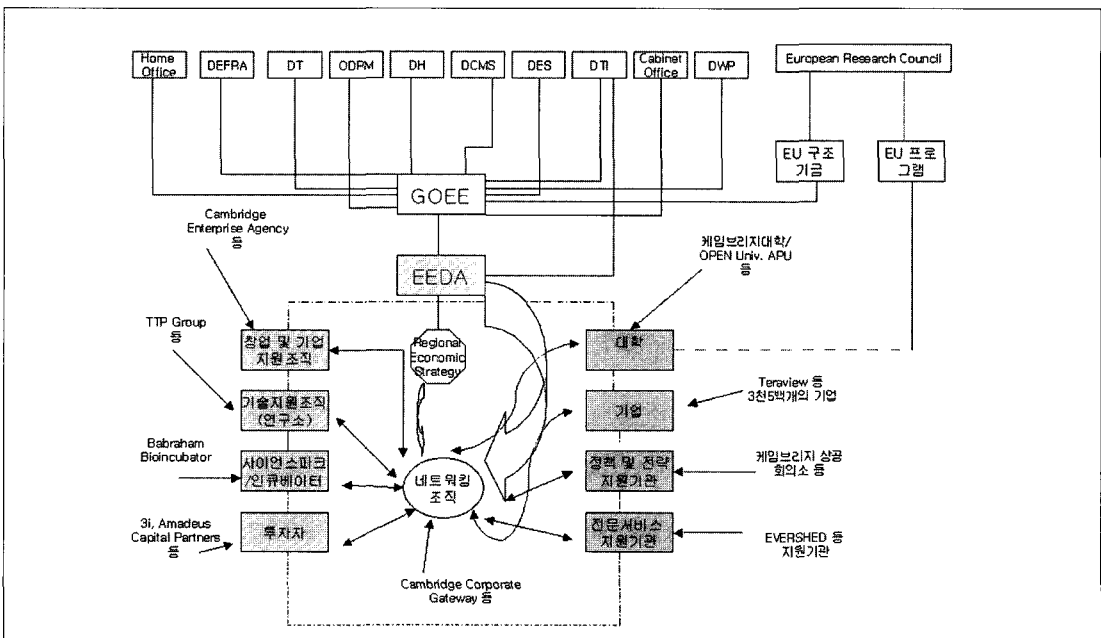 Home
Office
DEFRA
DT
ODPM
DH
DCMS
DES
DTI
Cabinet
Office
DWP
European Research Council
EU 구조
기금
EU 프로
그램
GOEE
Cambridge
Enterprise Agency
등
케임브리지대학/
OPEN Univ. APU
등
EEDA
TTP Group
등
창업 및 기업
지원조직
Regional
Economic
Strategy
대학
기술지원조직
(연구소)
기업
Teraview 등
3천5백개의 기업
Babraham
Bioincubator
사이언스파크
/인큐베이터
네트워킹
조직
정책 및 전략
지원기관
케임브리지 상공
회의소 등
3i, Amadeus
Capital Partners
등
투자자
전문서비스
지원기관
EVERSHED 등
지원기관
Cambridge Corporate
Gateway 등